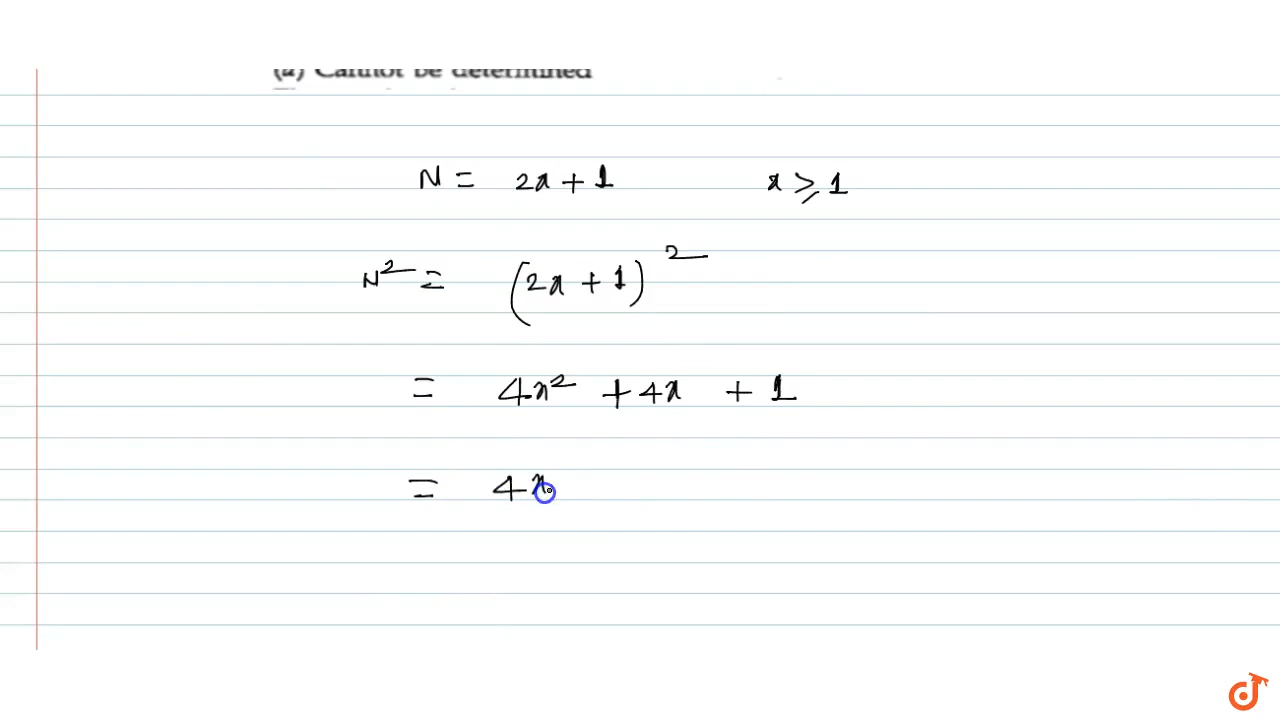 (d) Cannot be determined
N = 2x + 1 x ⩾ 1
N² = (2x + 1)²
= 4x² + 4x + 1
= 4x